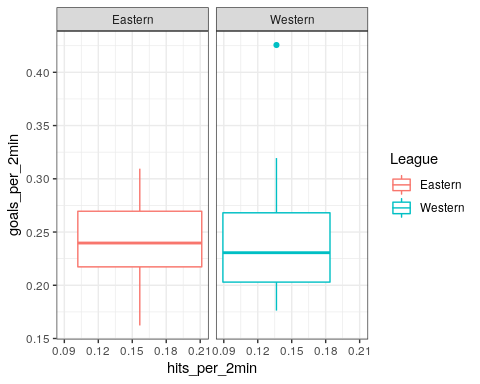 Eastern
Western
0.40
0.35
0.30
0.25
0.20
0.15
goals_per_2min
0.09 0.12 0.15 0.18 0.21
0.09 0.12 0.15 0.18 0.21
hits_per_2min
League
Eastern
Western